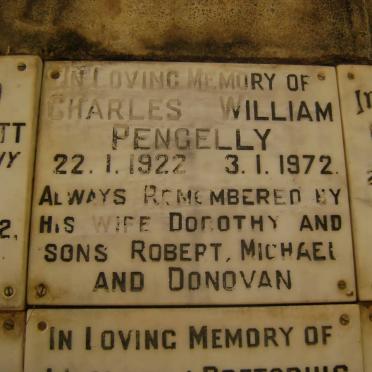 IN LOVING MEMORY OF
CHARLES WILLIAM
PENGELLY
22.1.1922 3.1.1972.
ALWAYS REMEMBERED BY
HIS WIFE DOROTHY AND
SONS ROBERT, MICHAEL
AND DONOVAN
IN LOVING MEMORY OF